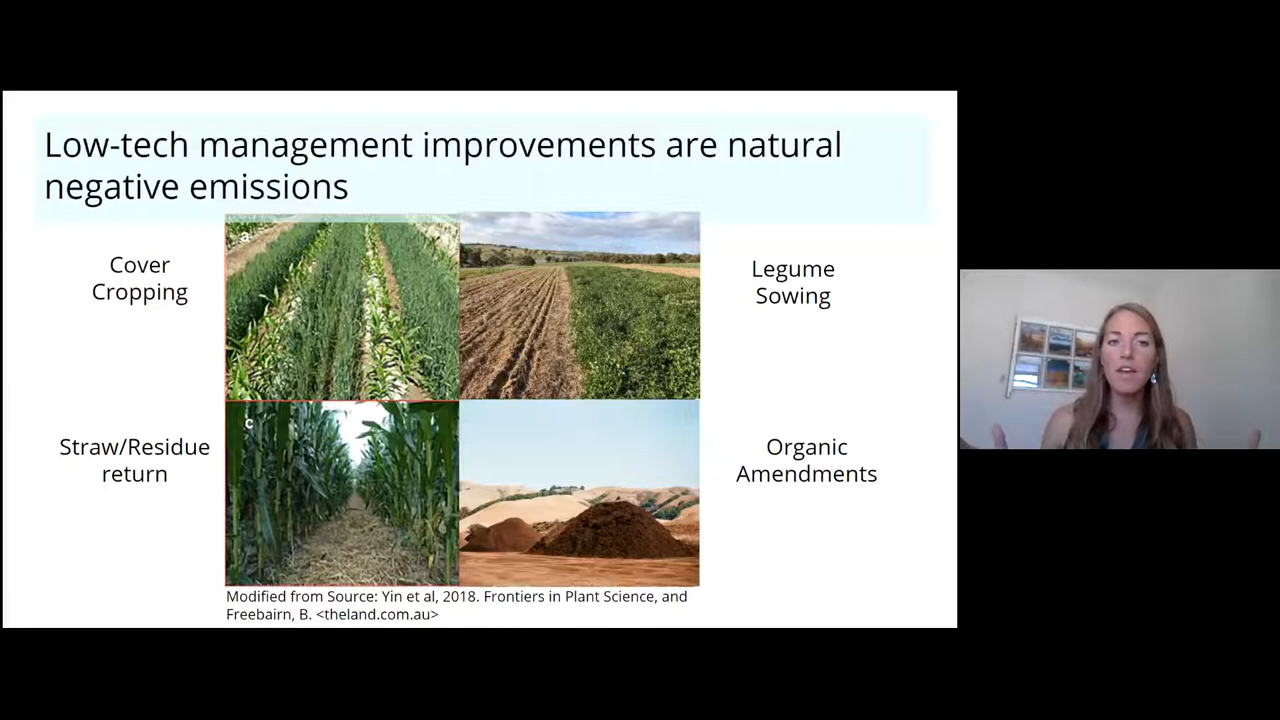 Low-tech management improvements are natural
negative emissions
a
Cover
Cropping
Legume
Sowing
c
Straw/Residue
return
Organic
Amendments
Modified from Source: Yin et al, 2018. Frontiers in Plant Science, and
Freebairn, B. <theland.com.au>